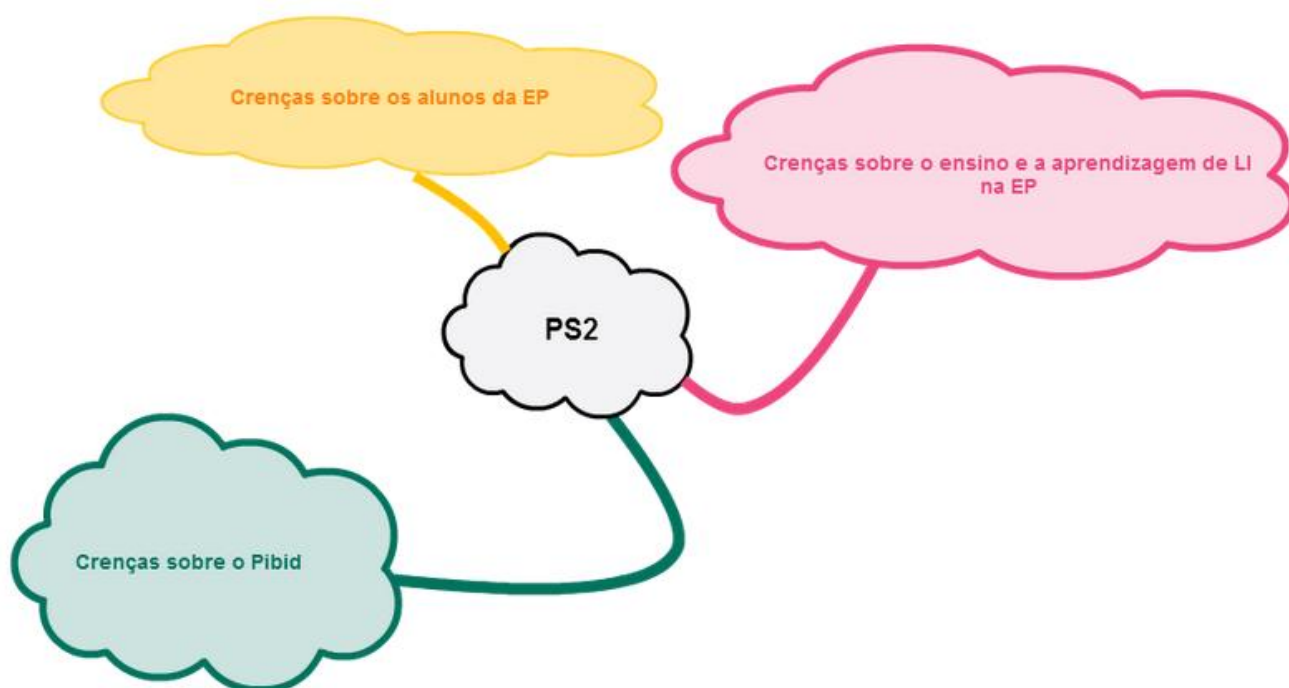 Crenças sobre os alunos da EP
Crenças sobre o ensino e a aprendizagem de LI
na EP
PS2
Crenças sobre o Pibid